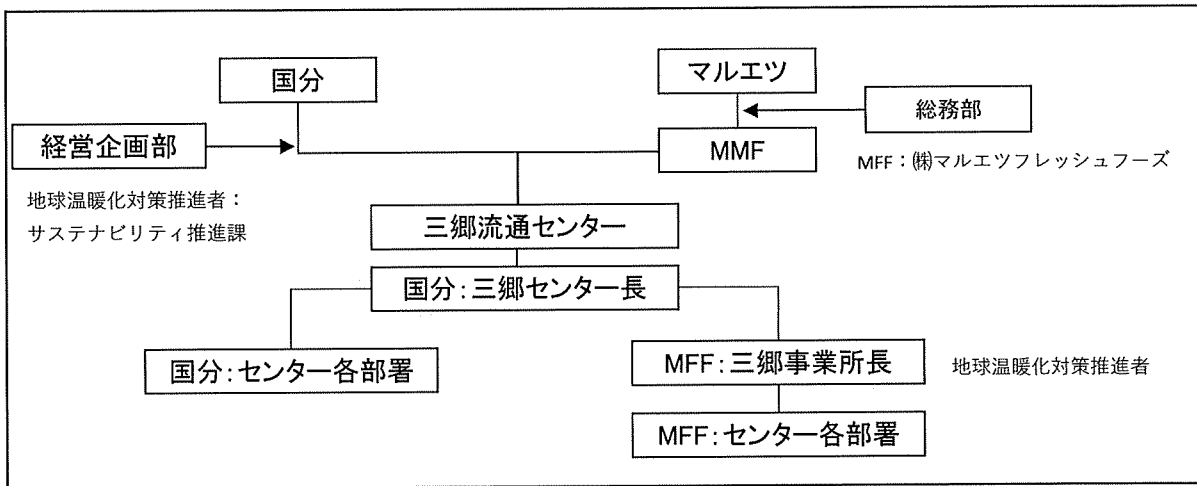 国分
マルエツ
総務部
経営企画部
MMF
MFF：㈱マルエツフレッシュフーズ
地球温暖化対策推進者：
サステナビリティ推進課
三郷流通センター
国分：三郷センター長
国分：センター各部署
MFF：三郷事業所長
地球温暖化対策推進者
MFF：センター各部署